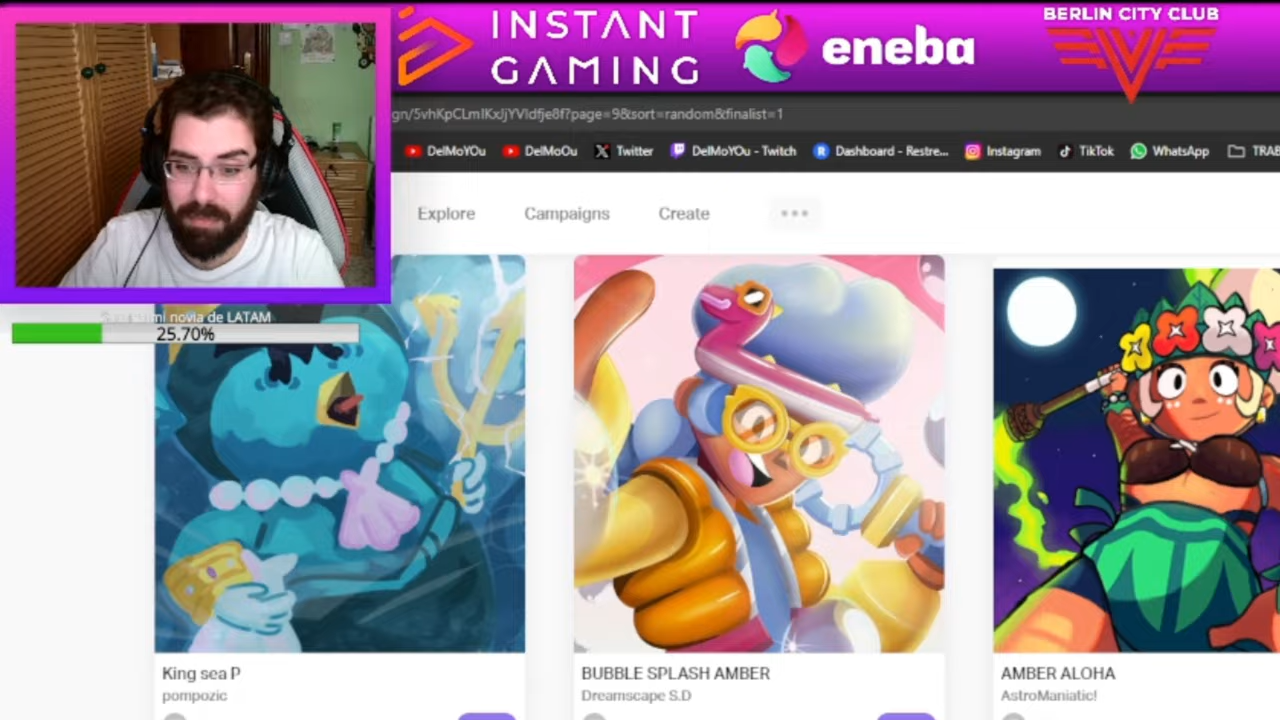 INSTANT
GAMING
eneba
BERLIN CITY CLUB
gn/5vhKpCLmIKxJjYVIdfje8f?page=9&sort=random&finalist=1
DelMoYOu
DelMoOu
Twitter
DelMoYOu - Twitch
Dashboard - Restre...
Instagram
TikTok
WhatsApp
TRAB
Explore
Campaigns
Create
mi novia de LATAM
25.70%
King sea P
pompozic
BUBBLE SPLASH AMBER
Dreamscape S.D
AMBER ALOHA
AstroManiatic!